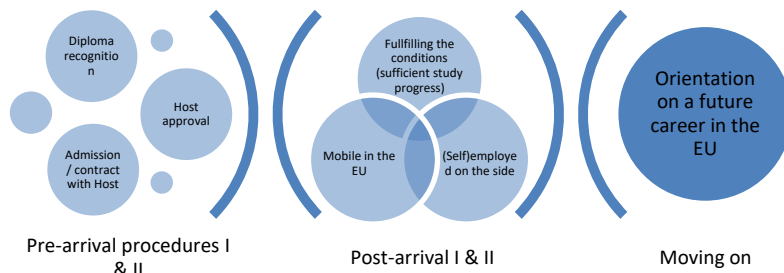 Diploma
recognitio
n
Host
approval
Admission
/ contract
with Host
Pre-arrival procedures I
& II
Fullfilling the
conditions
(sufficient study
progress)
Mobile in the
EU
(Self)employe
d on the side
Post-arrival I & II
Orientation
on a future
career in the
EU
Moving on